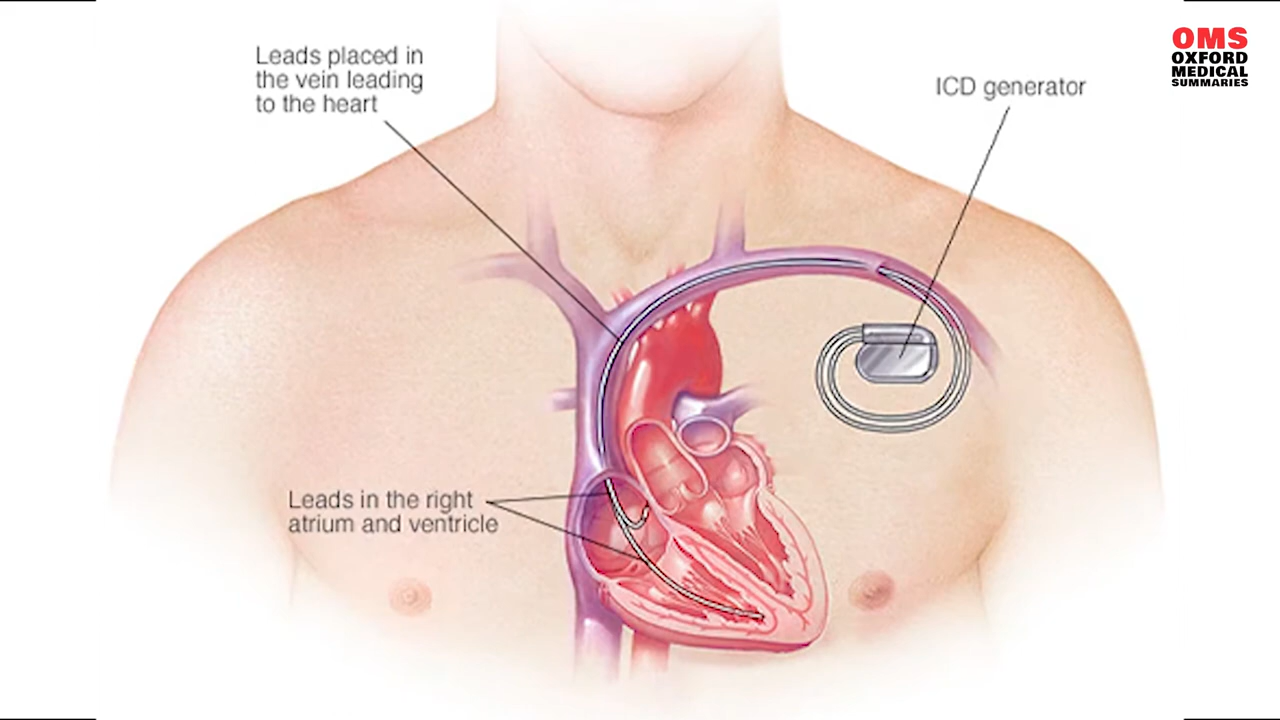 Leads placed in
the vein leading
to the heart
ICD generator
OMS
OXFORD
MEDICAL
SUMMARIES
Leads in the right
atrium and ventricle